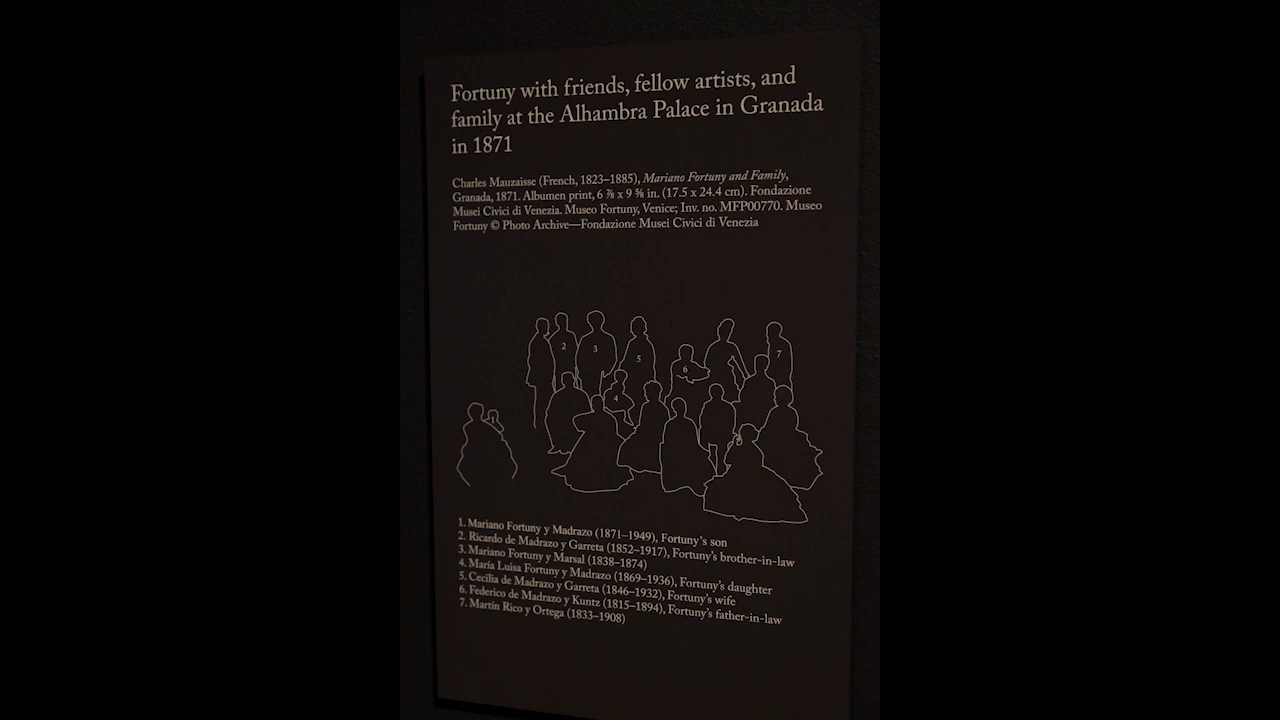 Fortuny with friends, fellow artists, and
family at the Alhambra Palace in Granada
in 1871
Charles Mauzaisse (French, 1823–1885), Mariano Fortuny and Family,
Granada, 1871. Albumen print, 6 ⅞ x 9 ⅝ in. (17.5 x 24.4 cm). Fondazione
Musei Civici di Venezia. Museo Fortuny, Venice; Inv. no. MFP00770. Museo
Fortuny © Photo Archive—Fondazione Musei Civici di Venezia
2
3
5
7
6
4
1
1. Mariano Fortuny y Madrazo (1871–1949), Fortuny's son
2. Ricardo de Madrazo y Garreta (1852–1917), Fortuny's brother-in-law
3. Mariano Fortuny y Marsal (1838–1874)
4. María Luisa Fortuny y Madrazo (1869–1936), Fortuny's daughter
5. Cecilia de Madrazo y Garreta (1846–1932), Fortuny's wife
6. Federico de Madrazo y Kuntz (1815–1894), Fortuny's father-in-law
7. Martín Rico y Ortega (1833–1908)